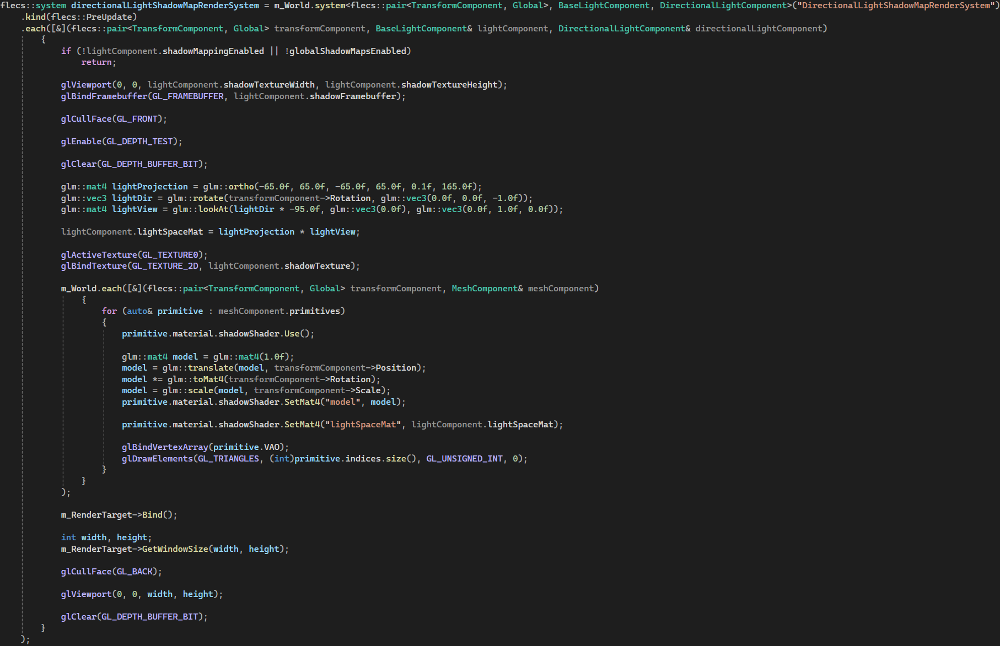 flecs::system directionalLightShadowMapRenderSystem = m_World.system<flecs::pair<TransformComponent, Global>, BaseLightComponent, DirectionalLightComponent>("DirectionalLightShadowMapRenderSystem")
.kind(flecs::PreUpdate)
.each([&](flecs::pair<TransformComponent, Global> transformComponent, BaseLightComponent& lightComponent, DirectionalLightComponent& directionalLightComponent)
{
if (!lightComponent.shadowMappingEnabled || !globalShadowMapsEnabled)
return;
glViewport(0, 0, lightComponent.shadowTextureWidth, lightComponent.shadowTextureHeight);
glBindFramebuffer(GL_FRAMEBUFFER, lightComponent.shadowFramebuffer);
glCullFace(GL_FRONT);
glEnable(GL_DEPTH_TEST);
glClear(GL_DEPTH_BUFFER_BIT);
glm::mat4 lightProjection = glm::ortho(-65.0f, 65.0f, -65.0f, 65.0f, 0.1f, 165.0f);
glm::vec3 lightDir = glm::rotate(transformComponent->Rotation, glm::vec3(0.0f, 0.0f, -1.0f));
glm::mat4 lightView = glm::lookAt(lightDir * -95.0f, glm::vec3(0.0f), glm::vec3(0.0f, 1.0f, 0.0f));
lightComponent.lightSpaceMat = lightProjection * lightView;
glActiveTexture(GL_TEXTURE0);
glBindTexture(GL_TEXTURE_2D, lightComponent.shadowTexture);
m_World.each([&](flecs::pair<TransformComponent, Global> transformComponent, MeshComponent& meshComponent)
{
for (auto& primitive : meshComponent.primitives)
{
primitive.material.shadowShader.Use();
glm::mat4 model = glm::mat4(1.0f);
model = glm::translate(model, transformComponent->Position);
model *= glm::toMat4(transformComponent->Rotation);
model = glm::scale(model, transformComponent->Scale);
primitive.material.shadowShader.SetMat4("model", model);
primitive.material.shadowShader.SetMat4("lightSpaceMat", lightComponent.lightSpaceMat);
glBindVertexArray(primitive.VAO);
glDrawElements(GL_TRIANGLES, (int)primitive.indices.size(), GL_UNSIGNED_INT, 0);
}
}
);
m_RenderTarget->Bind();
int width, height;
m_RenderTarget->GetWindowSize(width, height);
glCullFace(GL_BACK);
glViewport(0, 0, width, height);
glClear(GL_DEPTH_BUFFER_BIT);
}
);